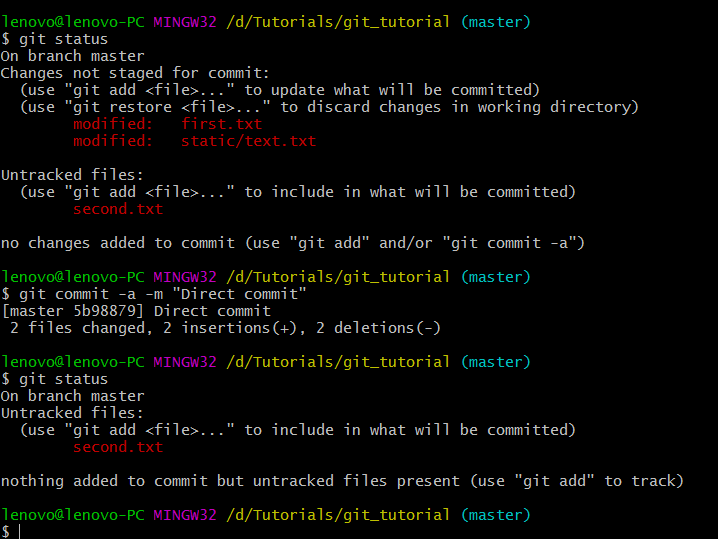 lenovo@lenovo-PC MINGW32 /d/Tutorials/git_tutorial (master)
$ git status
On branch master
Changes not staged for commit:
  (use "git add <file>..." to update what will be committed)
  (use "git restore <file>..." to discard changes in working directory)
        modified:   first.txt
        modified:   static/text.txt

Untracked files:
  (use "git add <file>..." to include in what will be committed)
        second.txt

no changes added to commit (use "git add" and/or "git commit -a")

lenovo@lenovo-PC MINGW32 /d/Tutorials/git_tutorial (master)
$ git commit -a -m "Direct commit"
[master 5b98879] Direct commit
 2 files changed, 2 insertions(+), 2 deletions(-)

lenovo@lenovo-PC MINGW32 /d/Tutorials/git_tutorial (master)
$ git status
On branch master
Untracked files:
  (use "git add <file>..." to include in what will be committed)
        second.txt

nothing added to commit but untracked files present (use "git add" to track)

lenovo@lenovo-PC MINGW32 /d/Tutorials/git_tutorial (master)
$